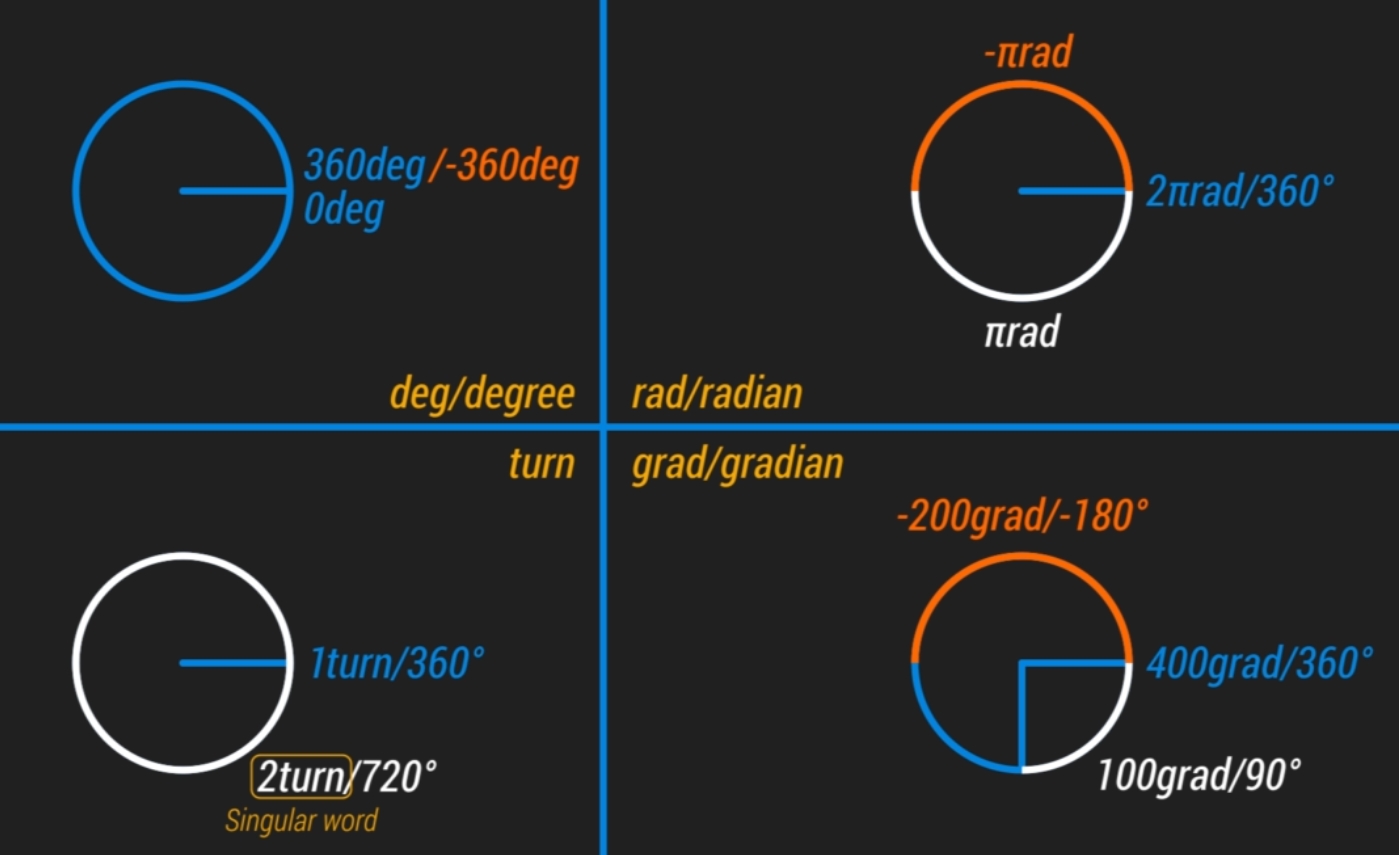 360deg/-360deg
0deg
deg/degree
-πrad
2πrad/360°
πrad
rad/radian
turn
1turn/360°
2turn/720°
Singular word
grad/gradian
-200grad/-180°
400grad/360°
100grad/90°